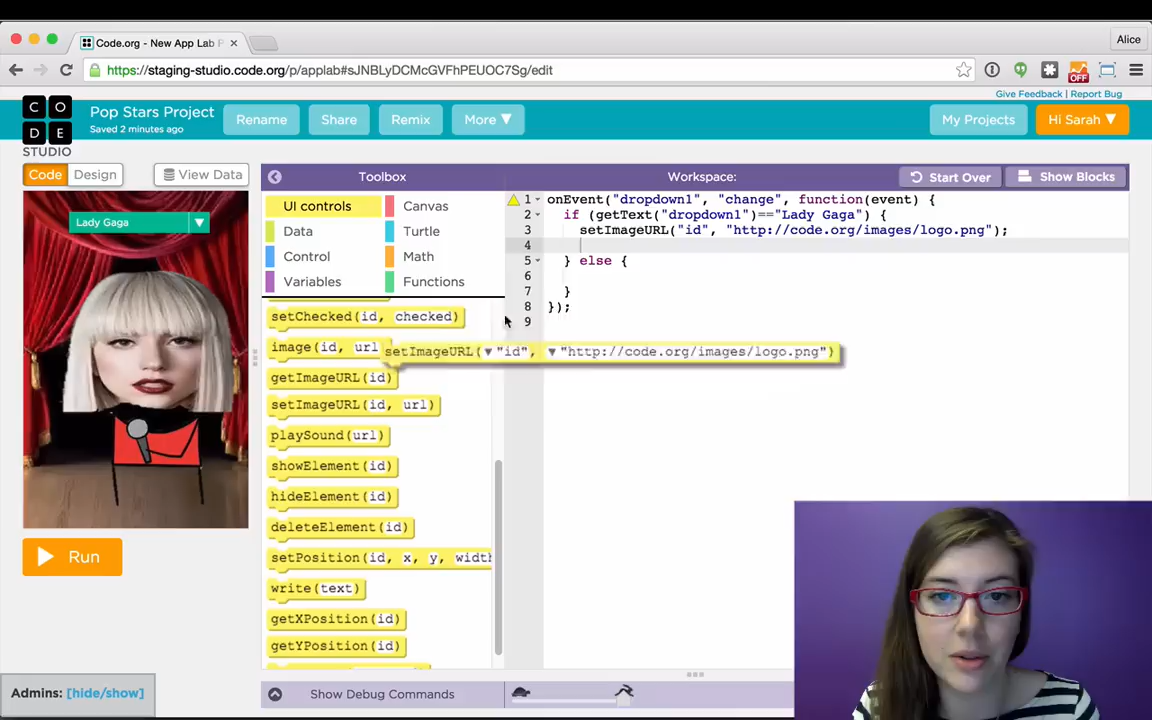 Code.org - New App Lab P
Alice
https://staging-studio.code.org/p/applab#sJNBLyDCMcGVFhPEUOC7Sg/edit
OFF
Give Feedback | Report Bug
C O
D E
STUDIO
Pop Stars Project
Saved 2 minutes ago
Rename
Share
Remix
More ▼
My Projects
Hi Sarah ▼
Code
Design
View Data
Toolbox
Workspace:
Start Over
Show Blocks
Lady Gaga
UI controls
Canvas
Data
Turtle
Control
Math
Variables
Functions
1 onEvent("dropdown1", "change", function(event) {
2 if (getText("dropdown1")=="Lady Gaga") {
3 setImageURL("id", "http://code.org/images/logo.png");
4
5 } else {
6
7 }
8 });
9
setChecked(id, checked)
image(id, url
setImageURL(▼"id", ▼"http://code.org/images/logo.png")
getImageURL(id)
setImageURL(id, url)
playSound(url)
showElement(id)
hideElement(id)
deleteElement(id)
setPosition(id, x, y, width
write(text)
getXPosition(id)
getYPosition(id)
Run
Admins: [hide/show]
Show Debug Commands